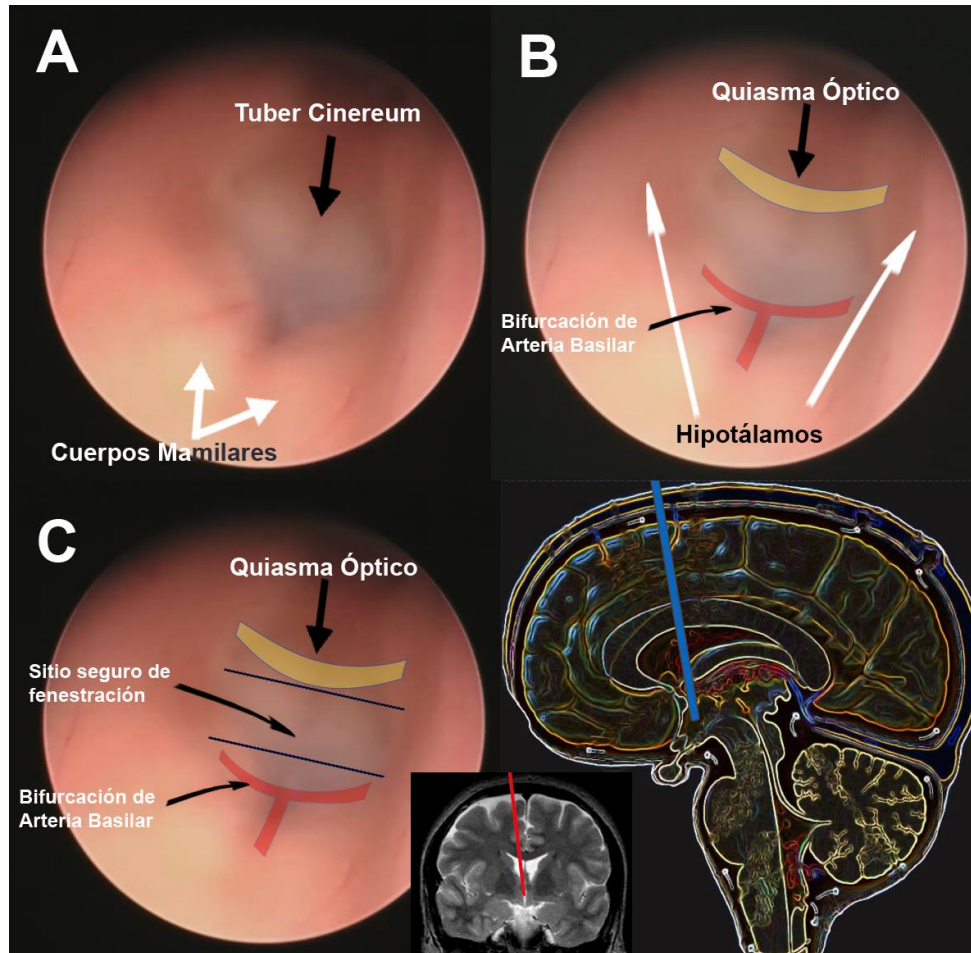 A
Tuber Cinereum
Cuerpos Mamilares
B
Quiasma Óptico
Bifurcación de
Arteria Basilar
Hipotálamos
C
Quiasma Óptico
Sitio seguro de
fenestración
Bifurcación de
Arteria Basilar